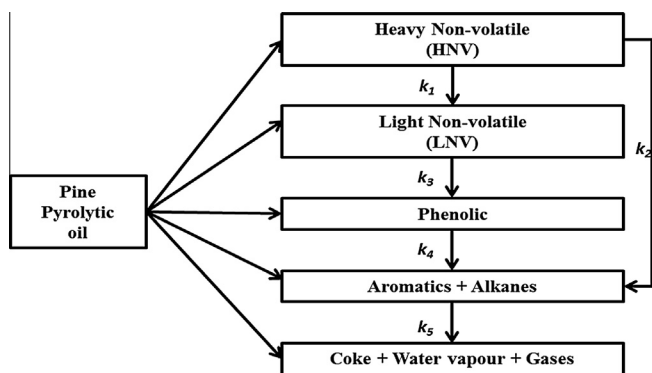 Heavy Non-volatile
(HNV)
k1
Light Non-volatile
(LNV)
k2
k3
Pine
Pyrolytic
oil
Phenolic
k4
Aromatics + Alkanes
k5
Coke + Water vapour + Gases